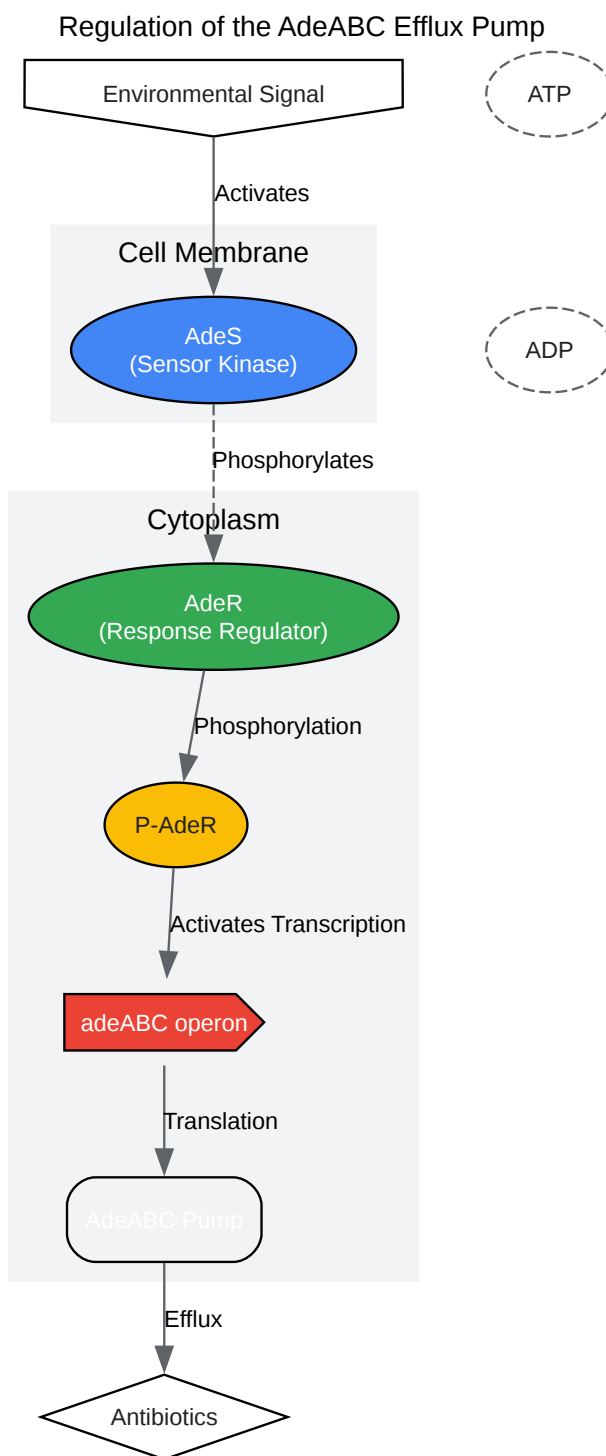 Regulation of the AdeABC Efflux Pump
Environmental Signal
ATP
Activates
Cell Membrane
AdeS
(Sensor Kinase)
ADP
Phosphorylates
Cytoplasm
AdeR
(Response Regulator)
Phosphorylation
P-AdeR
Activates Transcription
adeABC operon
Translation
AdeABC Pump
Efflux
Antibiotics